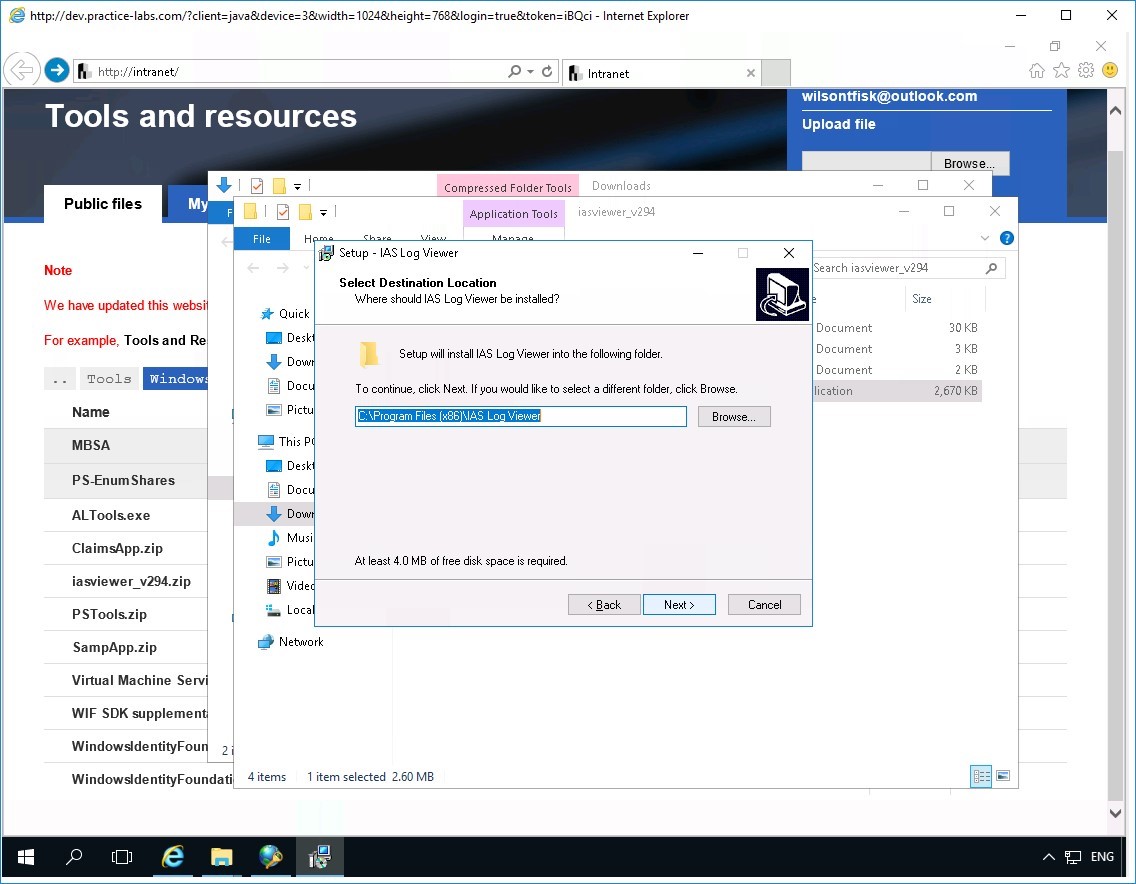 http://dev.practice-labs.com/?client=java&device=3&width=1024&height=768&login=true&token=iBQci - Internet Explorer
http://intranet/
Intranet
Tools and resources
wilsontfisk@outlook.com
Upload file
Browse...
Public files
My
Compressed Folder Tools
Downloads
F
Application Tools
iasviewer_v294
File
Home
Share
View
Manage
Note
We have updated this websit
For example, Tools and Re
. .
Tools
Windows
Name
MBSA
PS-EnumShares
ALTools.exe
ClaimsApp.zip
iasviewer_v294.zip
PSTools.zip
SampApp.zip
Virtual Machine Servi
WIF SDK supplementa
WindowsIdentityFoun
WindowsIdentityFoundati
2 i
Search iasviewer_v294
Size
Document
30 KB
Document
3 KB
Document
2 KB
lication
2,670 KB
Quick
Deskt
Down
Docu
Pictu
This PC
Deskt
Docu
Down
Musi
Pictu
Video
Local
Network
4 items
1 item selected 2.60 MB
Setup - IAS Log Viewer
Select Destination Location
Where should IAS Log Viewer be installed?
Setup will install IAS Log Viewer into the following folder.
To continue, click Next. If you would like to select a different folder, click Browse.
C:\Program Files (x86)\IAS Log Viewer
Browse...
At least 4.0 MB of free disk space is required.
< Back
Next >
Cancel
ENG